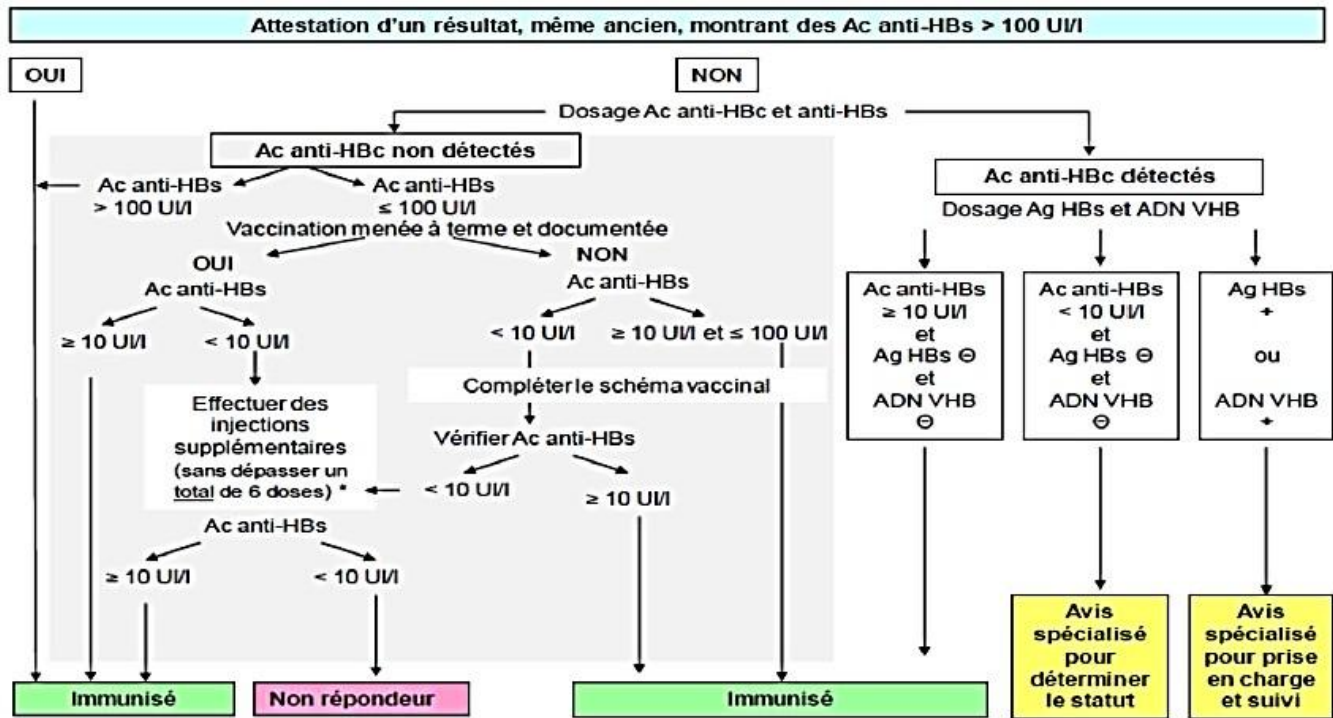 Attestation d'un résultat, même ancien, montrant des Ac anti-HBs > 100 UI/l
OUI
NON
Dosage Ac anti-HBc et anti-HBs
Ac anti-HBc non détectés
Ac anti-HBs
> 100 UI/l
Ac anti-HBs
≤ 100 UI/l
Vaccination menée à terme et documentée
OUI
Ac anti-HBs
≥ 10 UI/l
< 10 UI/l
Effectuer des
injections
supplémentaires
(sans dépasser un
total de 6 doses) *
Ac anti-HBs
≥ 10 UI/l
< 10 UI/l
NON
Ac anti-HBs
< 10 UI/l
≥ 10 UI/l et ≤ 100 UI/l
Compléter le schéma vaccinal
Vérifier Ac anti-HBs
< 10 UI/l
≥ 10 UI/l
Ac anti-HBc détectés
Dosage Ag HBs et ADN VHB
Ac anti-HBs
≥ 10 UI/l
et
Ag HBs ⊖
et
ADN VHB
⊖
Ac anti-HBs
< 10 UI/l
et
Ag HBs ⊖
et
ADN VHB
⊖
Ag HBs
+
ou
ADN VHB
+
Immunisé
Non répondeur
Immunisé
Avis
spécialisé
pour
déterminer
le statut
Avis
spécialisé
pour prise
en charge
et suivi